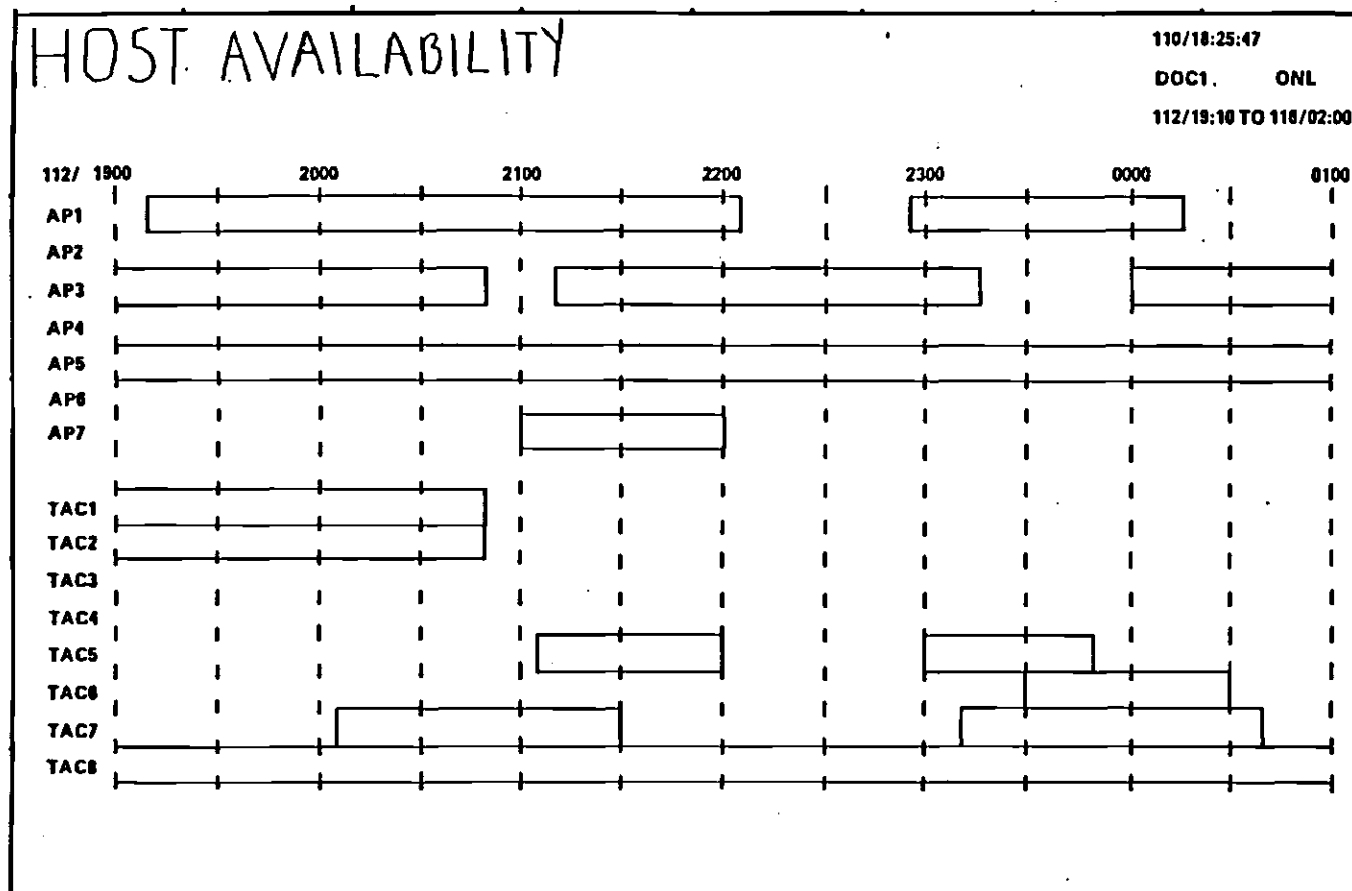 HOST AVAILABILITY
110/18:25:47
DOC1. ONL
112/19:10 TO 116/02:00
112/ 1900 2000 2100 2200 2300 0000 0100
AP1
AP2
AP3
AP4
AP5
AP6
AP7
TAC1
TAC2
TAC3
TAC4
TAC5
TAC6
TAC7
TAC8